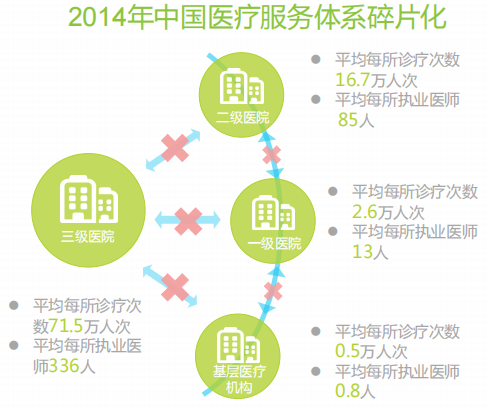 2014年中国医疗服务体系碎片化
平均每所诊疗次数
16.7万人次
平均每所执业医师
85人
二级医院
三级医院
一级医院
平均每所诊疗次数
2.6万人次
平均每所执业医师
13人
平均每所诊疗次
数71.5万人次
平均每所执业医
师336人
基层医疗
机构
平均每所诊疗次数
0.5万人次
平均每所执业医师
0.8人